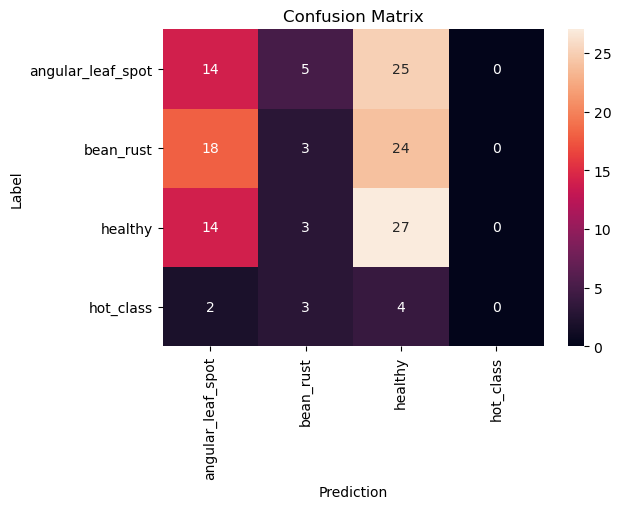 Confusion Matrix
Label
angular_leaf_spot 14 5 25 0
bean_rust 18 3 24 0
healthy 14 3 27 0
hot_class 2 3 4 0
angular_leaf_spot bean_rust healthy hot_class
Prediction
25
20
15
10
5
0